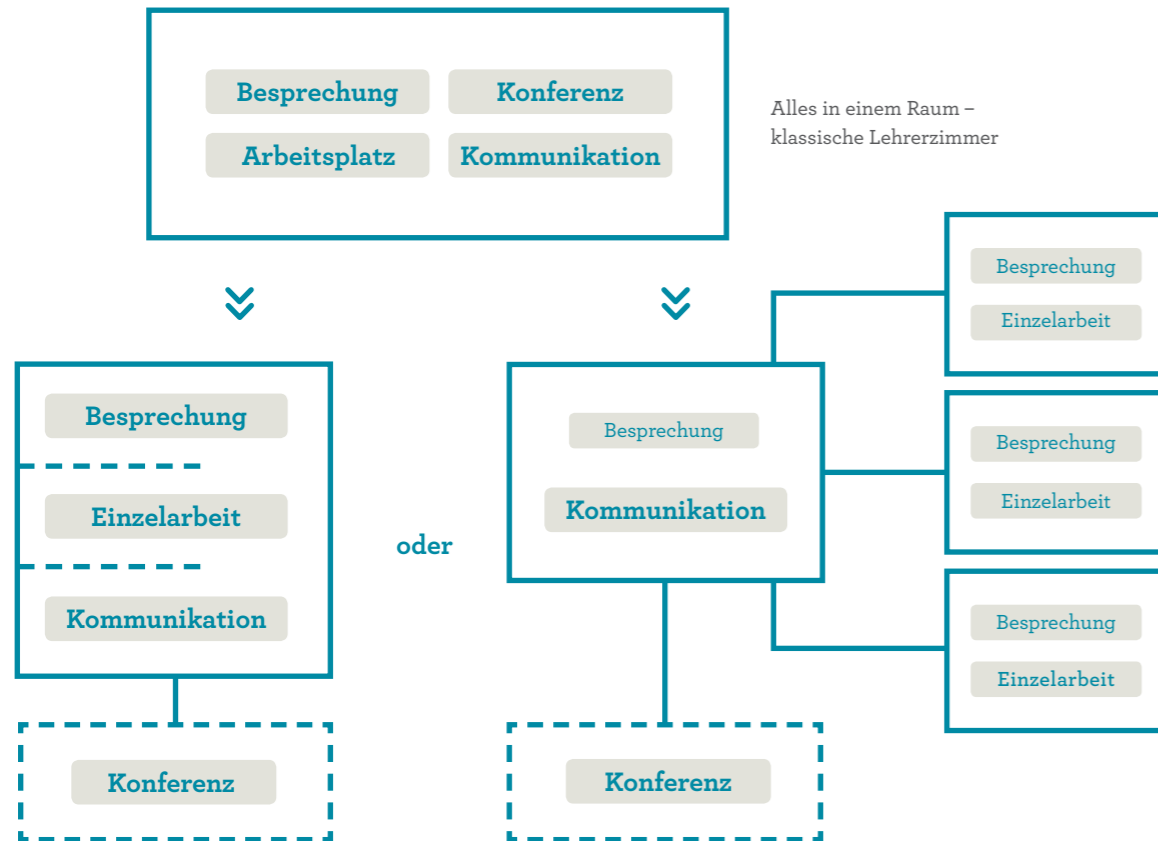 Besprechung
Konferenz
Arbeitsplatz
Kommunikation
Alles in einem Raum –
klassische Lehrerzimmer
Besprechung
Einzelarbeit
Kommunikation
Konferenz
oder
Besprechung
Kommunikation
Konferenz
Besprechung
Einzelarbeit
Besprechung
Einzelarbeit
Besprechung
Einzelarbeit